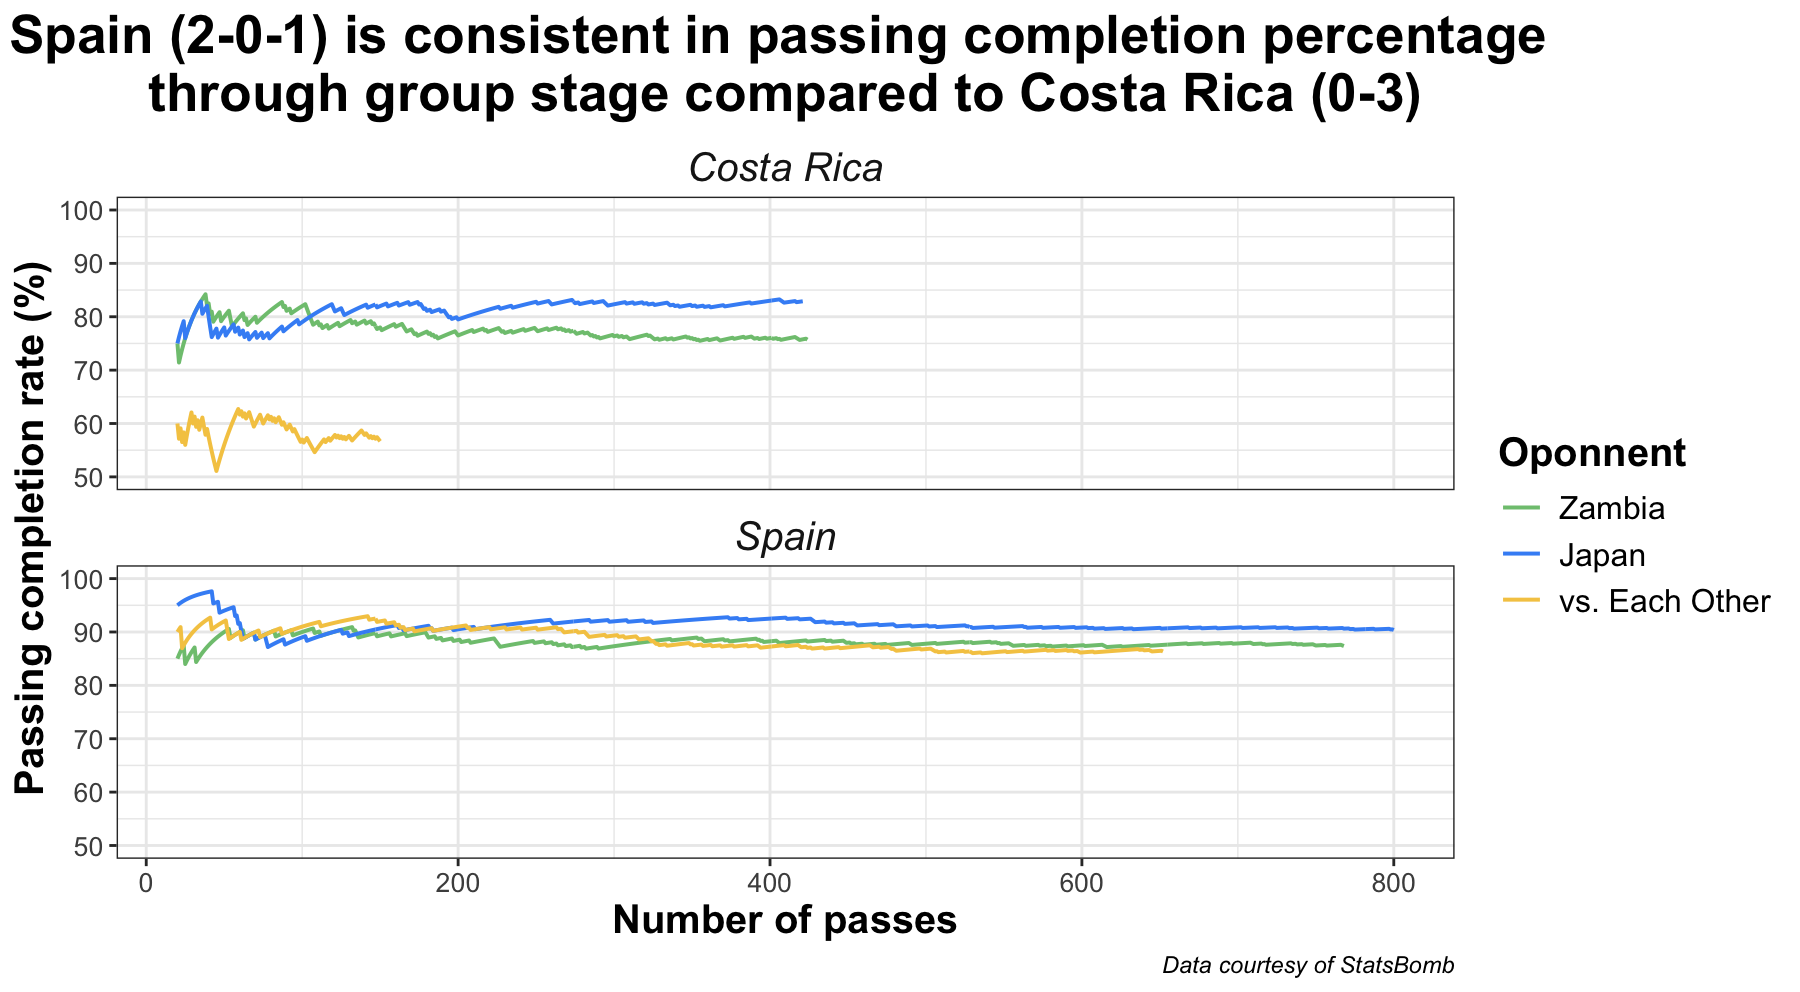 Spain (2-0-1) is consistent in passing completion percentage
through group stage compared to Costa Rica (0-3)
Costa Rica
100
90
80
70
60
50
Passing completion rate (%)
Spain
100
90
80
70
60
50
0 200 400 600 800
Number of passes
Oponnent
Zambia
Japan
vs. Each Other
Data courtesy of StatsBomb